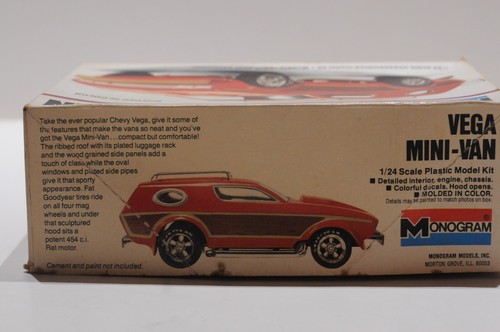 Take the ever popular Chevy Vega, give it some of
the features that make the vans so neat and you've
got the Vega Mini-Van...compact but comfortable!
The ribbed roof with its plated luggage rack
and the wood grained side panels add a
touch of class while the oval
windows and plated side pipes
give it that sporty
appearance. Fat
Goodyear tires ride
on all four mag
wheels and under
that sculptured
hood sits a
potent 454 c.i.
Rat motor.
Cement and paint not included.
VEGA
MINI-VAN
1/24 Scale Plastic Model Kit
■ Detailed interior, engine, chassis.
■ Colorful decals. Hood opens.
■ MOLDED IN COLOR.
Details may be painted to match photos on box.
MONOGRAM
MONOGRAM MODELS, INC.
MORTON GROVE, ILL. 60053